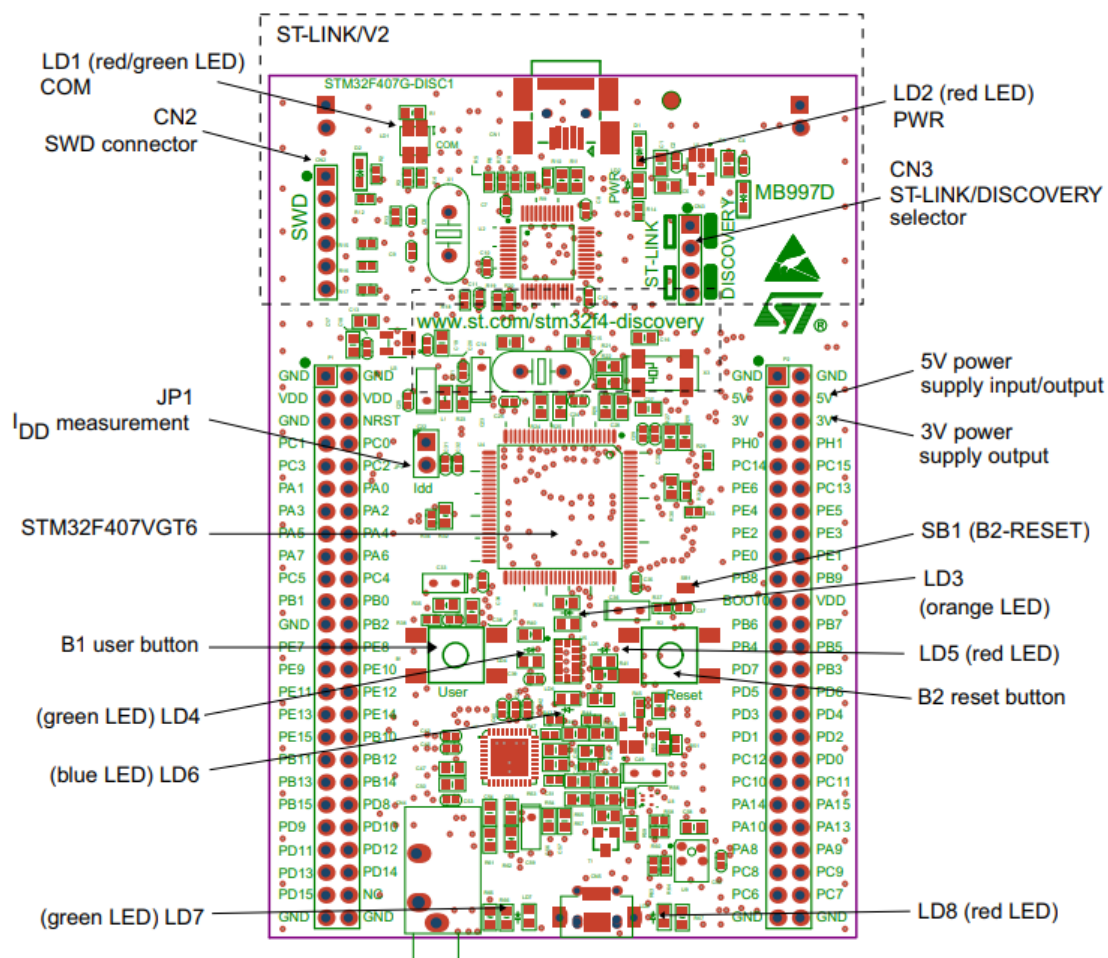 ST-LINK/V2
LD1 (red/green LED)
COM
CN2
SWD connector
LD2 (red LED)
PWR
CN3
ST-LINK/DISCOVERY
selector
STM32F407G-DISC1
COM
PWR
SWD
ST-LINK
DISCOVERY
MB997D
www.st.com/stm32f4-discovery
JP1
IDD measurement
Idd
STM32F407VGT6
B1 user button
User
(green LED) LD4
(blue LED) LD6
(green LED) LD7
5V power
supply input/output
3V power
supply output
SB1 (B2-RESET)
LD3
(orange LED)
LD5 (red LED)
B2 reset button
Reset
LD8 (red LED)
GND GND
VDD VDD
GND NRST
PC1 PC0
PC3 PC2
PA1 PA0
PA3 PA2
PA5 PA4
PA7 PA6
PC5 PC4
PB1 PB0
GND PB2
PE7 PE8
PE9 PE10
PE11 PE12
PE13 PE14
PE15 PB10
PB11 PB12
PB13 PB14
PB15 PD8
PD9 PD10
PD11 PD12
PD13 PD14
PD15 NC
GND GND
GND GND
5V 5V
3V 3V
PH0 PH1
PC14 PC15
PE6 PC13
PE4 PE5
PE2 PE3
PE0 PE1
PB8 PB9
BOOT0 VDD
PB6 PB7
PB4 PB5
PD7 PB3
PD5 PD6
PD3 PD4
PD1 PD2
PC12 PD0
PC10 PC11
PA14 PA15
PA10 PA13
PA8 PA9
PC8 PC9
PC6 PC7
GND GND